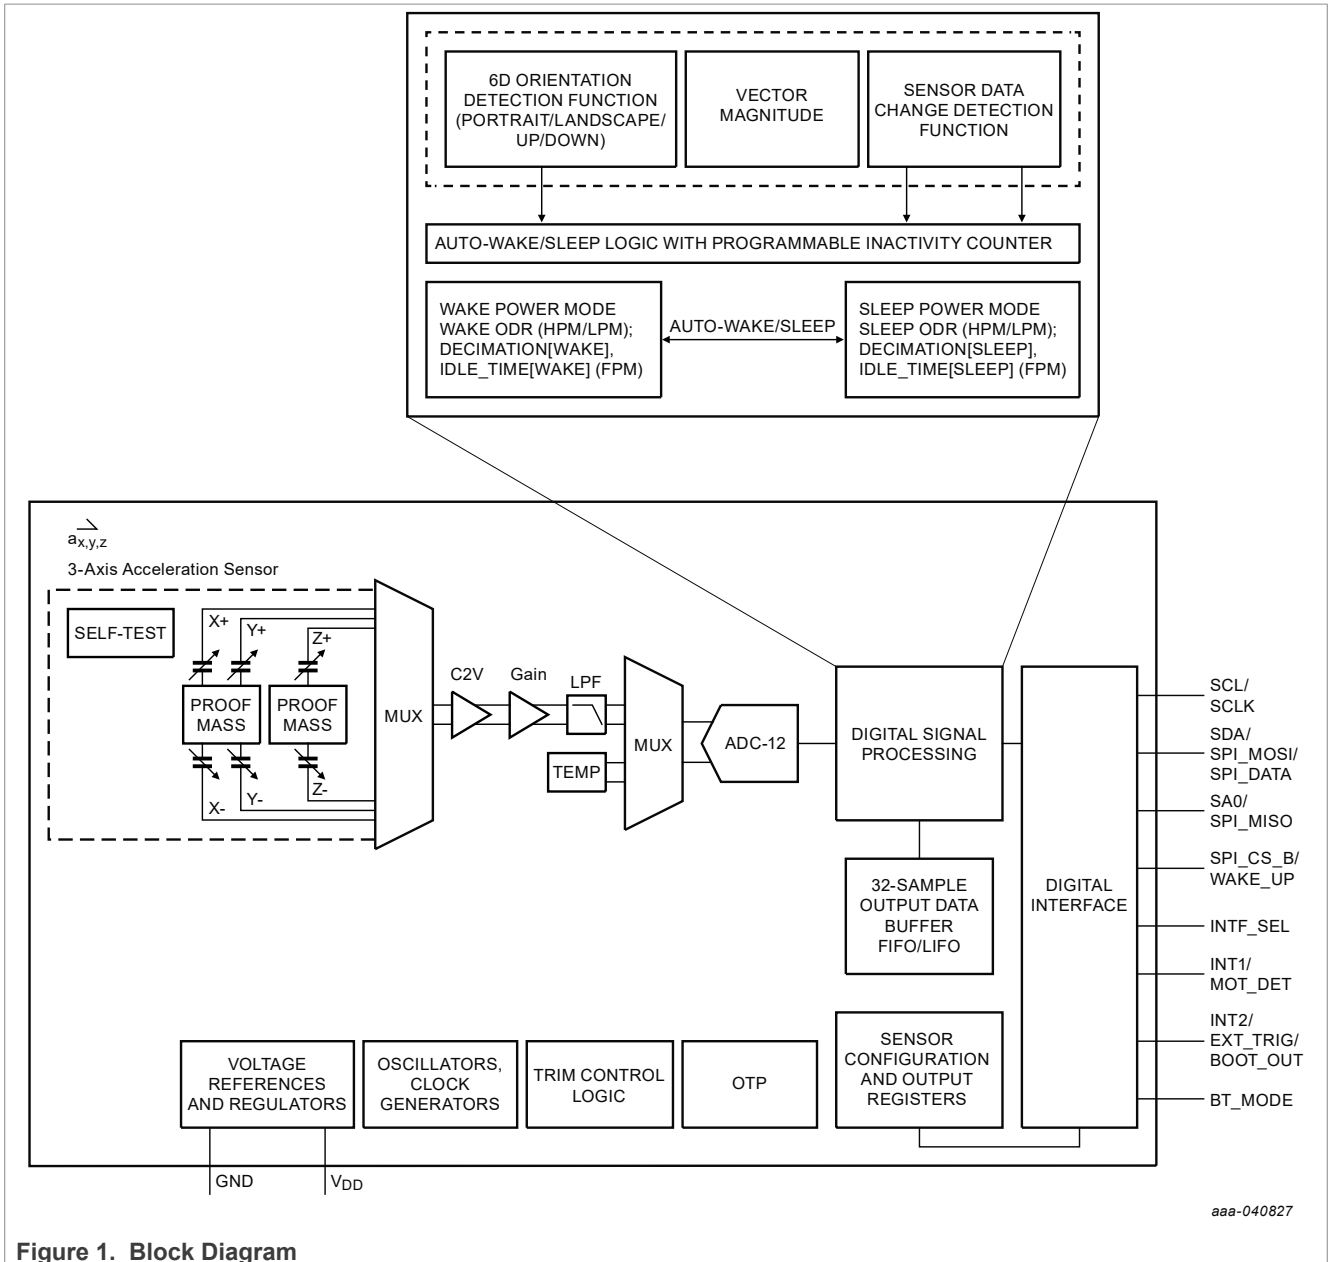 6D ORIENTATION
DETECTION FUNCTION
(PORTRAIT/LANDSCAPE/
UP/DOWN)
VECTOR
MAGNITUDE
SENSOR DATA
CHANGE DETECTION
FUNCTION
AUTO-WAKE/SLEEP LOGIC WITH PROGRAMMABLE INACTIVITY COUNTER
WAKE POWER MODE
WAKE ODR (HPM/LPM);
DECIMATION[WAKE],
IDLE_TIME[WAKE] (FPM)
AUTO-WAKE/SLEEP
SLEEP POWER MODE
SLEEP ODR (HPM/LPM);
DECIMATION[SLEEP],
IDLE_TIME[SLEEP] (FPM)
ax,y,z
3-Axis Acceleration Sensor
SELF-TEST
X+
Y+
Z+
PROOF
MASS
PROOF
MASS
X-
Y-
Z-
MUX
C2V
Gain
LPF
TEMP
MUX
ADC-12
DIGITAL SIGNAL
PROCESSING
32-SAMPLE
OUTPUT DATA
BUFFER
FIFO/LIFO
DIGITAL
INTERFACE
SCL/
SCLK
SDA/
SPI_MOSI/
SPI_DATA
SA0/
SPI_MISO
SPI_CS_B/
WAKE_UP
INTF_SEL
INT1/
MOT_DET
INT2/
EXT_TRIG/
BOOT_OUT
BT_MODE
VOLTAGE
REFERENCES
AND REGULATORS
OSCILLATORS,
CLOCK
GENERATORS
TRIM CONTROL
LOGIC
OTP
SENSOR
CONFIGURATION
AND OUTPUT
REGISTERS
GND
VDD
aaa-040827
Figure 1. Block Diagram